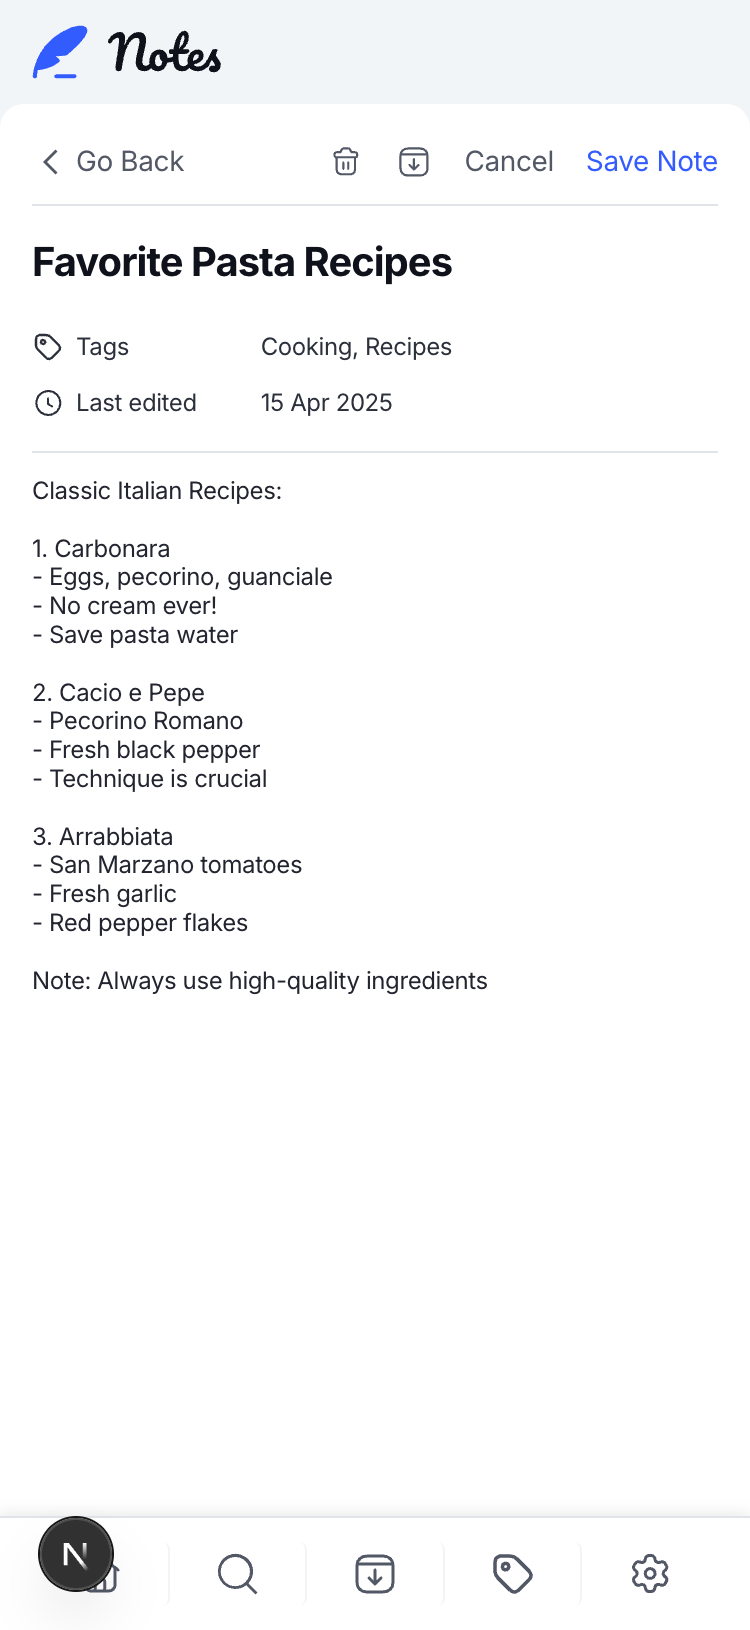 Notes
Go Back Cancel Save Note
Favorite Pasta Recipes
Tags Cooking, Recipes
Last edited 15 Apr 2025
Classic Italian Recipes:
1. Carbonara
- Eggs, pecorino, guanciale
- No cream ever!
- Save pasta water
2. Cacio e Pepe
- Pecorino Romano
- Fresh black pepper
- Technique is crucial
3. Arrabbiata
- San Marzano tomatoes
- Fresh garlic
- Red pepper flakes
Note: Always use high-quality ingredients
N